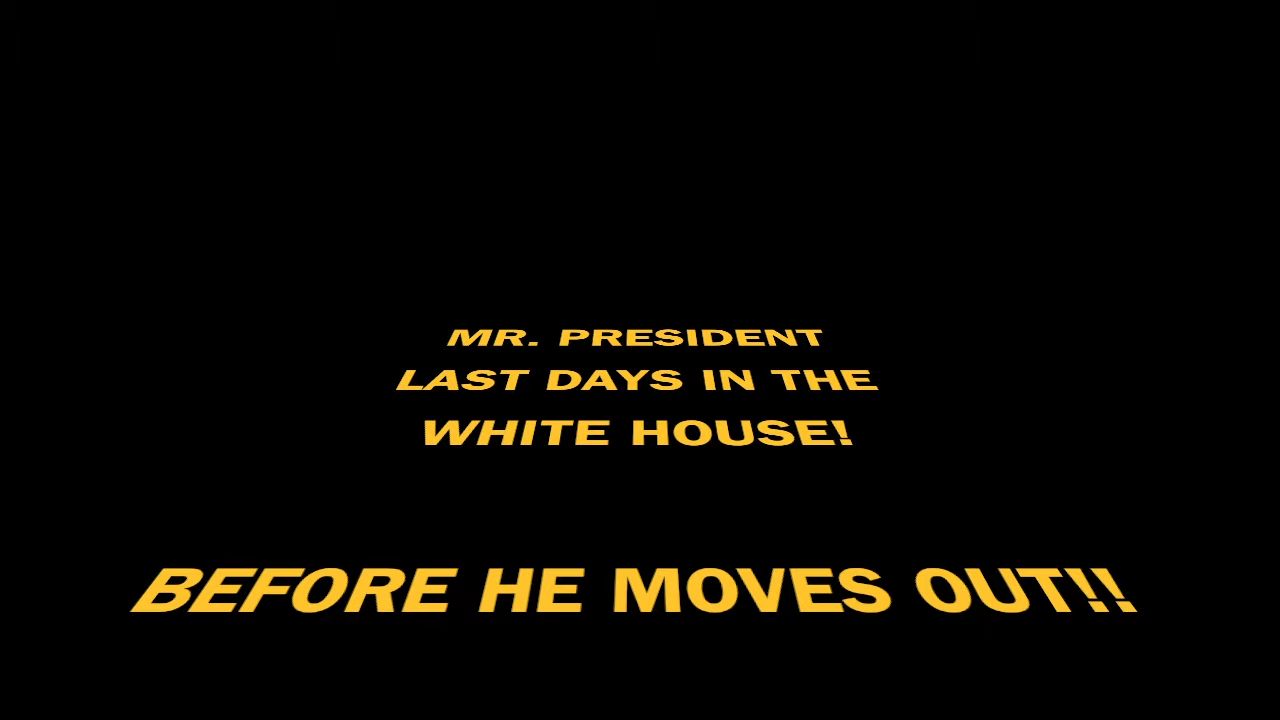 MR. PRESIDENT
LAST DAYS IN THE
WHITE HOUSE!
BEFORE HE MOVES OUT!!